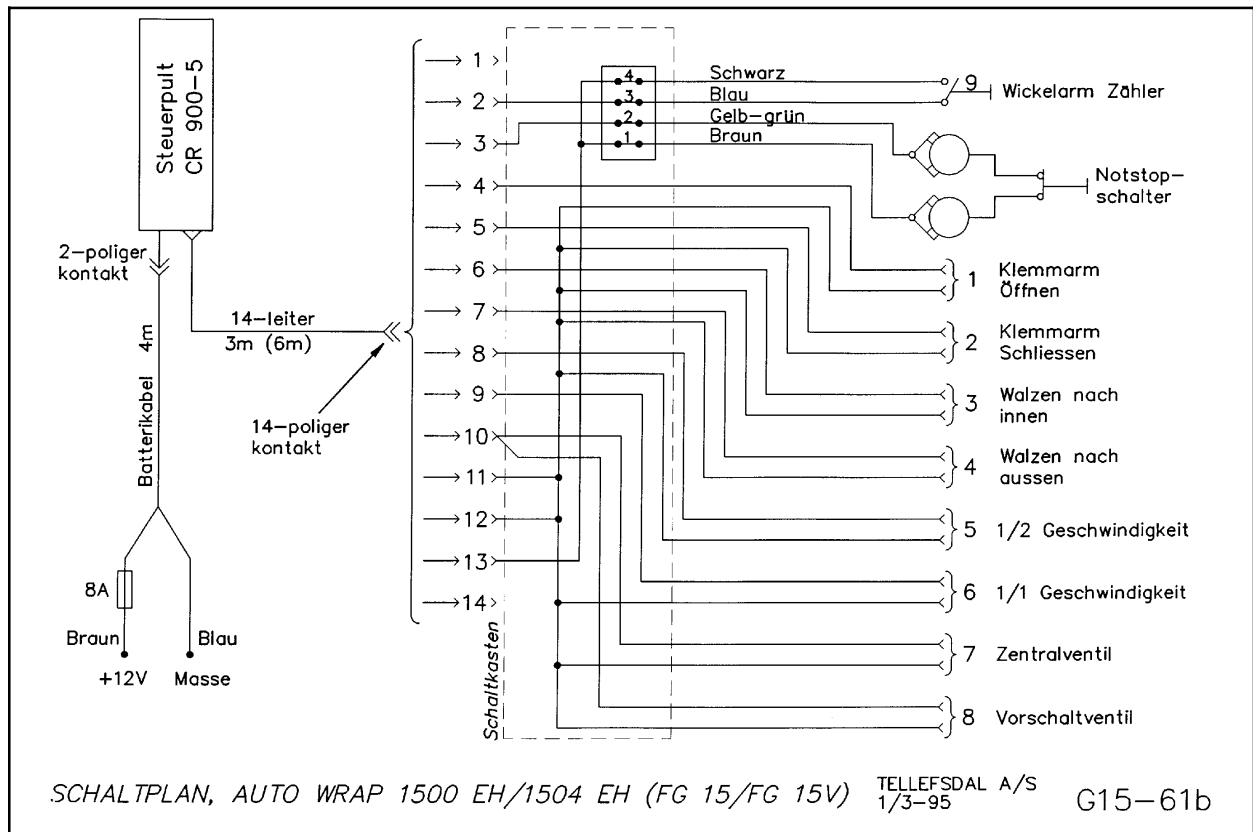 Steuerpult
CR 900-5
2-poliger
kontakt
Batterikabel 4m
14-leiter
3m (6m)
14-poliger
kontakt
8A
Braun
Blau
+12V
Masse
1
2
3
4
5
6
7
8
9
10
11
12
13
14
Schaltkasten
4
3
2
1
Schwarz
Blau
Gelb-grün
Braun
9 Wickelarm Zähler
Notstop-
schalter
1 Klemmarm
Öffnen
2 Klemmarm
Schliessen
3 Walzen nach
innen
4 Walzen nach
aussen
5 1/2 Geschwindigkeit
6 1/1 Geschwindigkeit
7 Zentralventil
8 Vorschaltventil
SCHALTPLAN, AUTO WRAP 1500 EH/1504 EH (FG 15/FG 15V)
TELLEFSDAL A/S
1/3-95
G15-61b